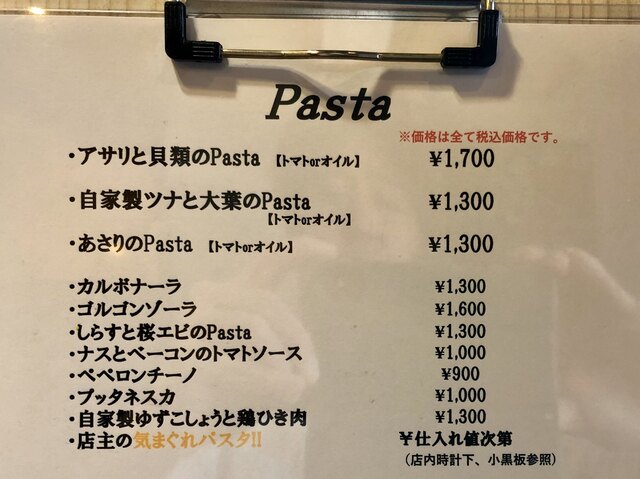 Pasta
※価格は全て税込価格です。
・アサリと貝類のPasta 【トマトorオイル】 ¥1,700
・自家製ツナと大葉のPasta ¥1,300
【トマトorオイル】
・あさりのPasta 【トマトorオイル】 ¥1,300
・カルボナーラ ¥1,300
・ゴルゴンゾーラ ¥1,600
・しらすと桜エビのPasta ¥1,300
・ナスとベーコンのトマトソース ¥1,000
・ペペロンチーノ ¥900
・プッタネスカ ¥1,000
・自家製ゆずこしょうと鶏ひき肉 ¥1,300
・店主の気まぐれパスタ!! ¥仕入れ値次第
（店内時計下、小黒板参照）